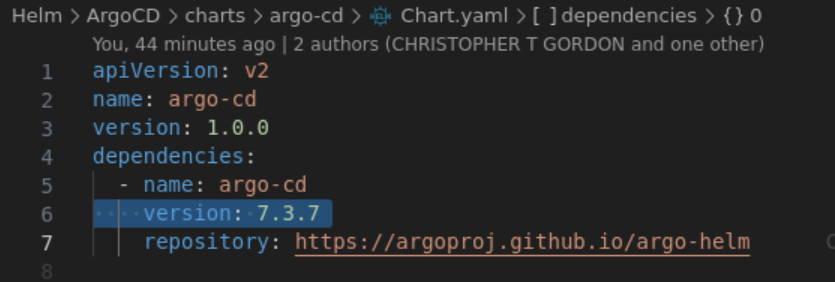 Helm > ArgoCD > charts > argo-cd > Chart.yaml > [ ] dependencies > {} 0
You, 44 minutes ago | 2 authors (CHRISTOPHER T GORDON and one other)
1 apiVersion: v2
2 name: argo-cd
3 version: 1.0.0
4 dependencies:
5 - name: argo-cd
6 version: 7.3.7
7 repository: https://argoproj.github.io/argo-helm
8